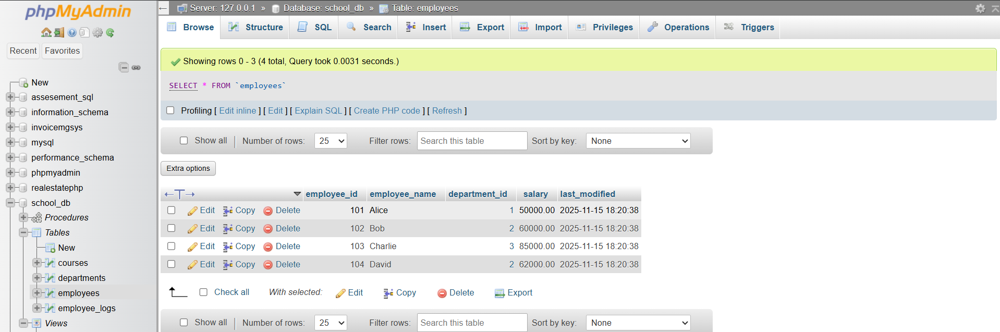 phpMyAdmin
Recent Favorites
New
assesement_sql
information_schema
invoicemgsys
mysql
performance_schema
phpmyadmin
realestatephp
school_db
Procedures
Tables
New
courses
departments
employees
employee_logs
Views
Server: 127.0.0.1 » Database: school_db » Table: employees
Browse Structure SQL Search Insert Export Import Privileges Operations Triggers
Showing rows 0 - 3 (4 total, Query took 0.0031 seconds.)
SELECT * FROM `employees`
Profiling [ Edit inline ] [ Edit ] [ Explain SQL ] [ Create PHP code ] [ Refresh ]
Show all | Number of rows: 25 Filter rows: Search this table Sort by key: None
Extra options
employee_id employee_name department_id salary last_modified
Edit Copy Delete 101 Alice 1 50000.00 2025-11-15 18:20:38
Edit Copy Delete 102 Bob 2 60000.00 2025-11-15 18:20:38
Edit Copy Delete 103 Charlie 3 85000.00 2025-11-15 18:20:38
Edit Copy Delete 104 David 2 62000.00 2025-11-15 18:20:38
Check all With selected: Edit Copy Delete Export
Show all | Number of rows: 25 Filter rows: Search this table Sort by key: None